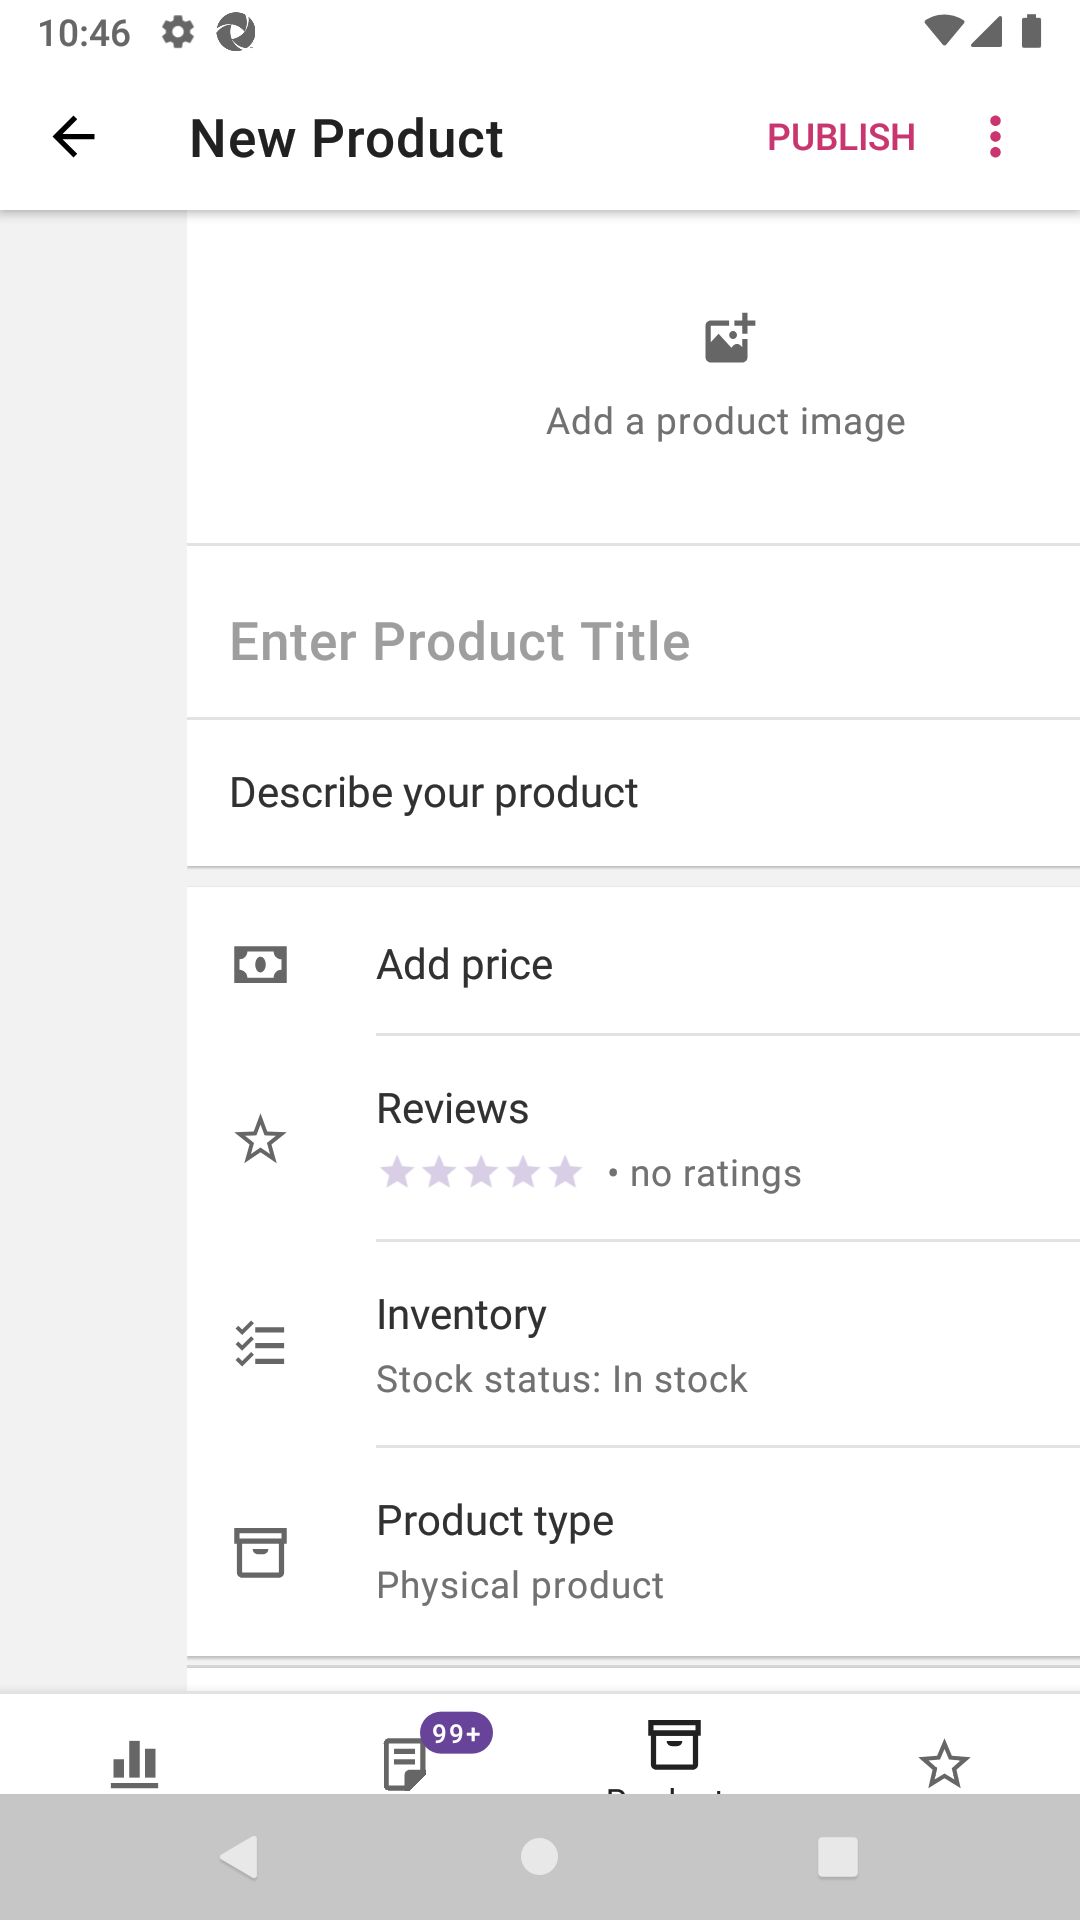 10:46
New Product
PUBLISH
Add a product image
Enter Product Title
Describe your product
Add price
Reviews
• no ratings
Inventory
Stock status: In stock
Product type
Physical product
99+